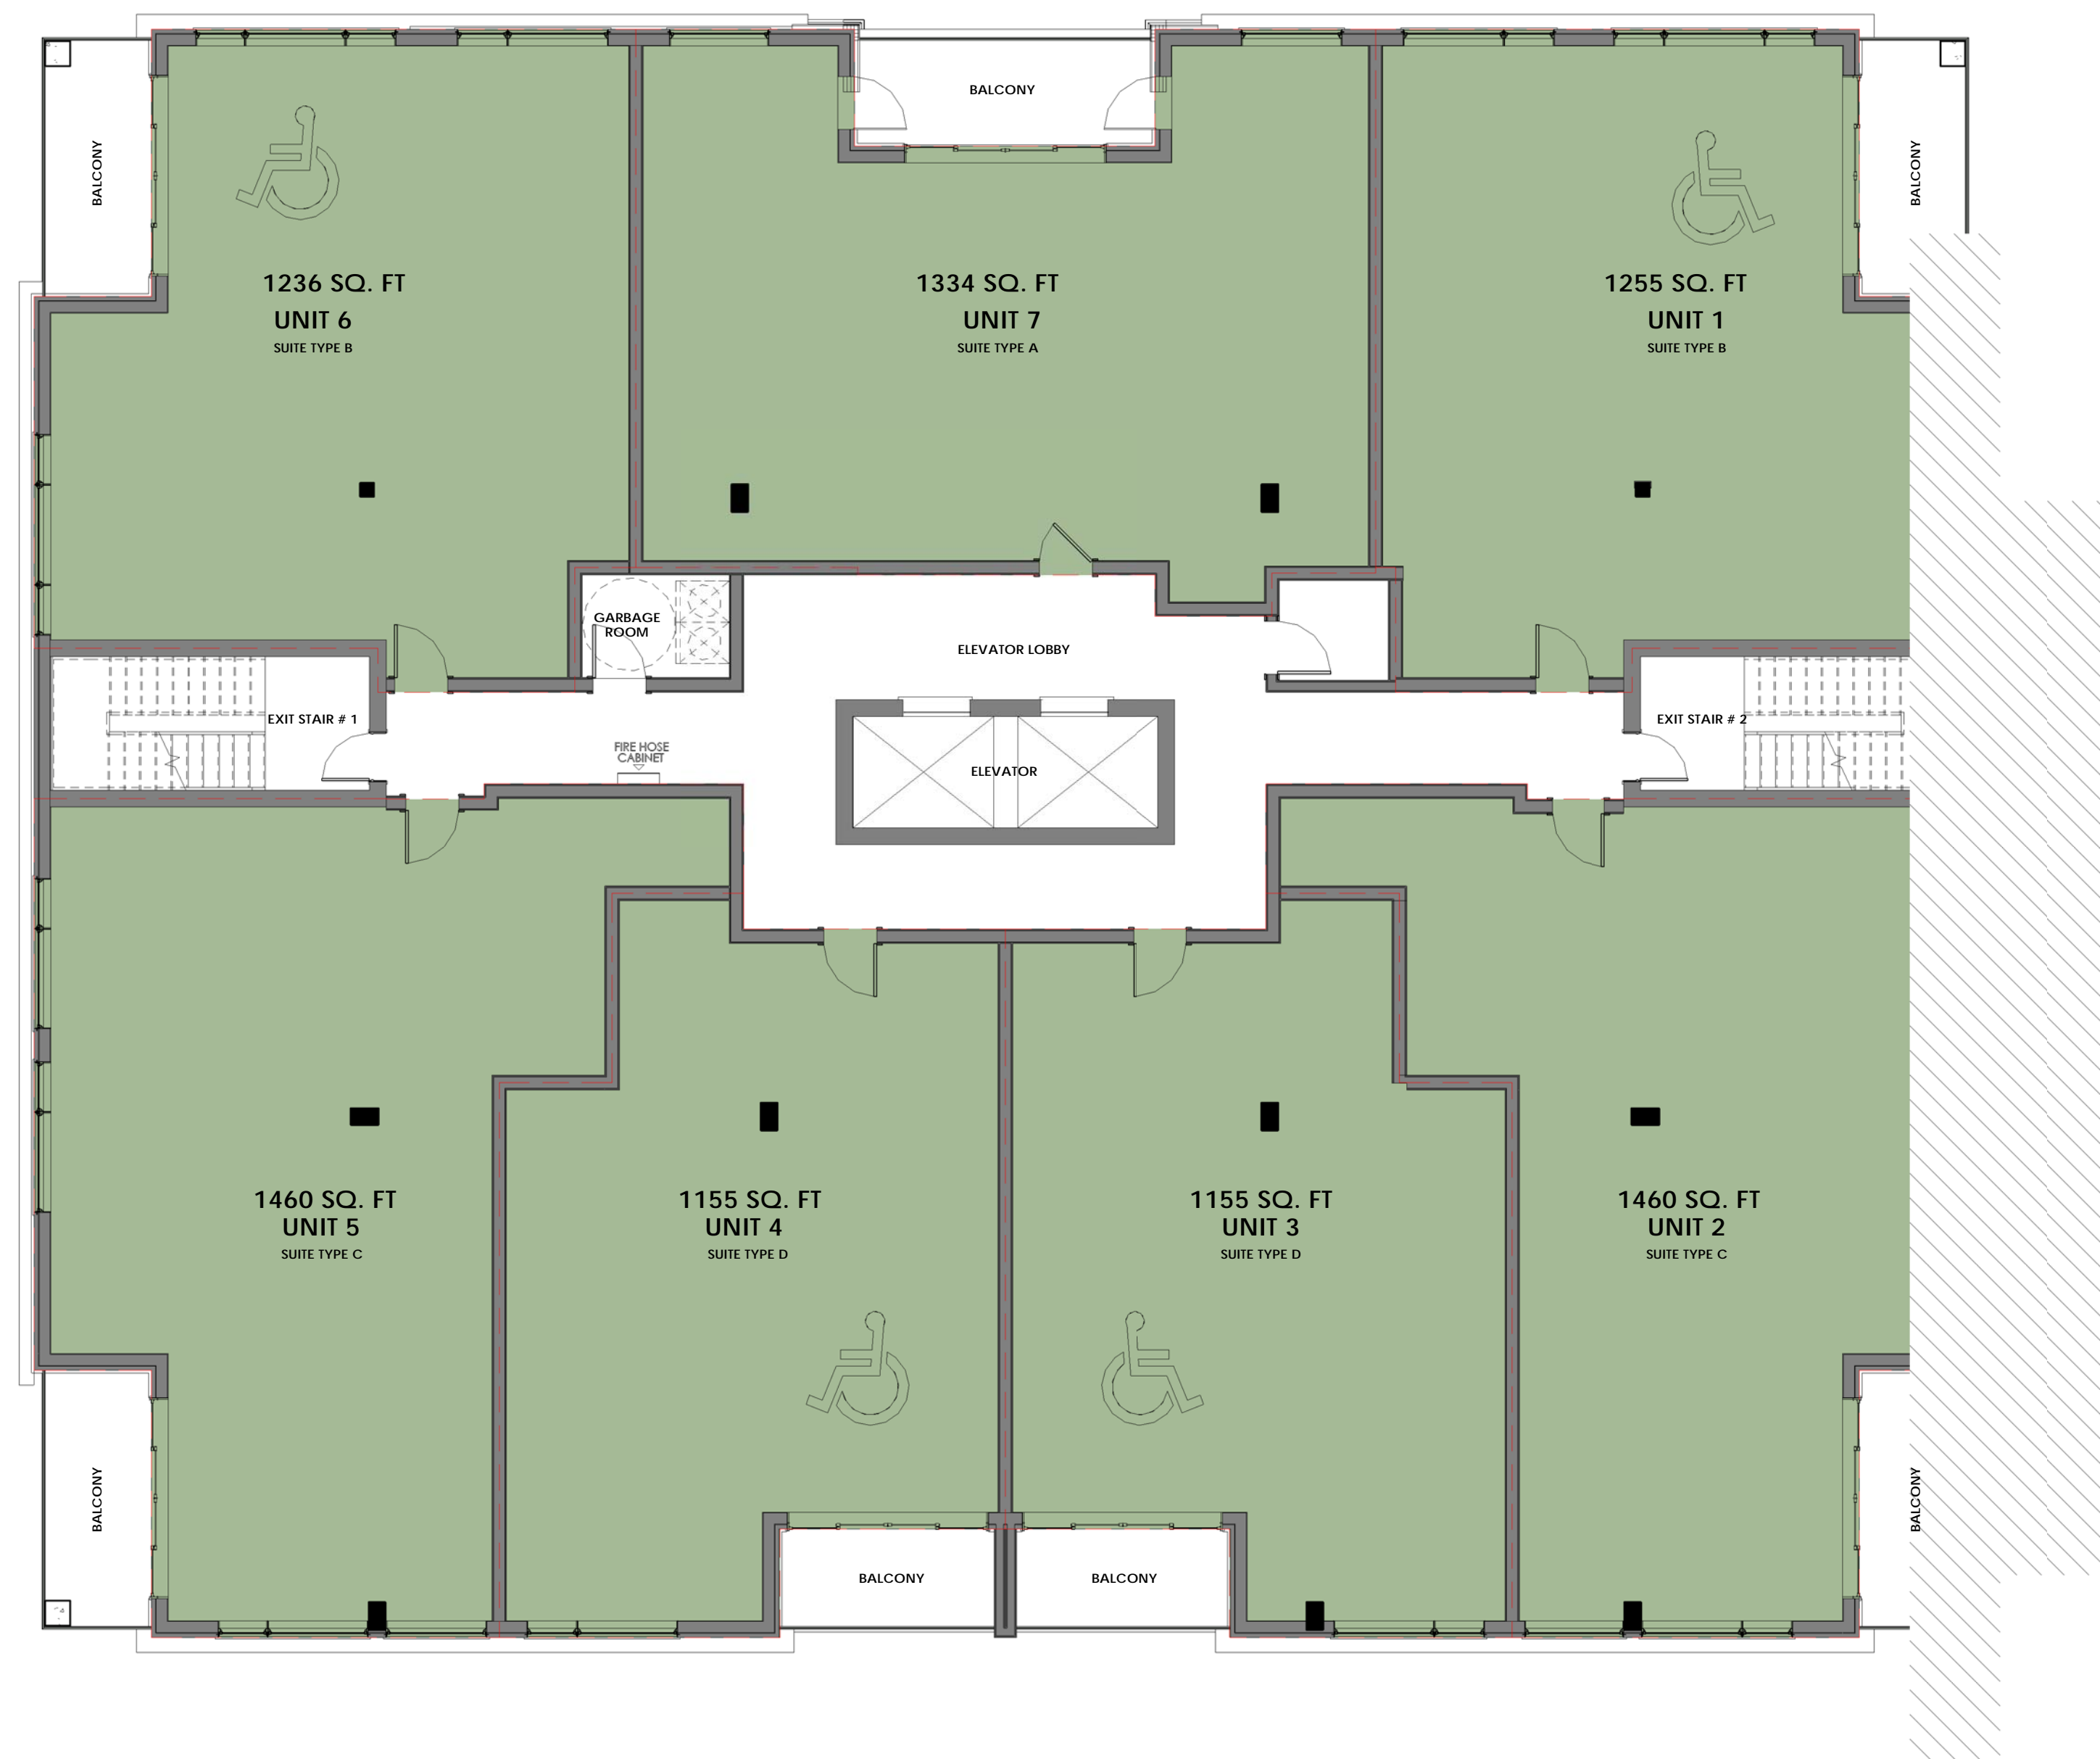 BALCONY
BALCONY
BALCONY
1236 SQ. FT
UNIT 6
SUITE TYPE B
1334 SQ. FT
UNIT 7
SUITE TYPE A
1255 SQ. FT
UNIT 1
SUITE TYPE B
GARBAGE
ROOM
ELEVATOR LOBBY
EXIT STAIR # 1
EXIT STAIR # 2
FIRE HOSE
CABINET
ELEVATOR
1460 SQ. FT
UNIT 5
SUITE TYPE C
1155 SQ. FT
UNIT 4
SUITE TYPE D
1155 SQ. FT
UNIT 3
SUITE TYPE D
1460 SQ. FT
UNIT 2
SUITE TYPE C
BALCONY
BALCONY
BALCONY
BALCONY